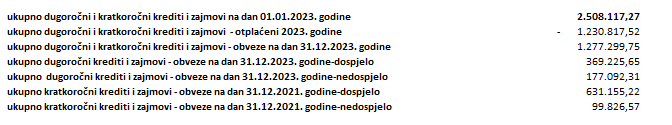 ukupno dugoročni i kratkoročni krediti i zajmovi na dan 01.01.2023. godine 2.508.117,27
ukupno dugoročni i kratkoročni krediti i zajmovi - otplaćeni 2023. godine - 1.230.817,52
ukupno dugoročni i kratkoročni krediti i zajmovi - obveze na dan 31.12.2023. godine 1.277.299,75
ukupno dugoročni krediti i zajmovi - obveze na dan 31.12.2023. godine-dospjelo 369.225,65
ukupno dugoročni krediti i zajmovi - obveze na dan 31.12.2023. godine-nedospjelo 177.092,31
ukupno kratkoročni krediti i zajmovi - obveze na dan 31.12.2021. godine-dospjelo 631.155,22
ukupno kratkoročni krediti i zajmovi - obveze na dan 31.12.2021. godine-nedospjelo 99.826,57